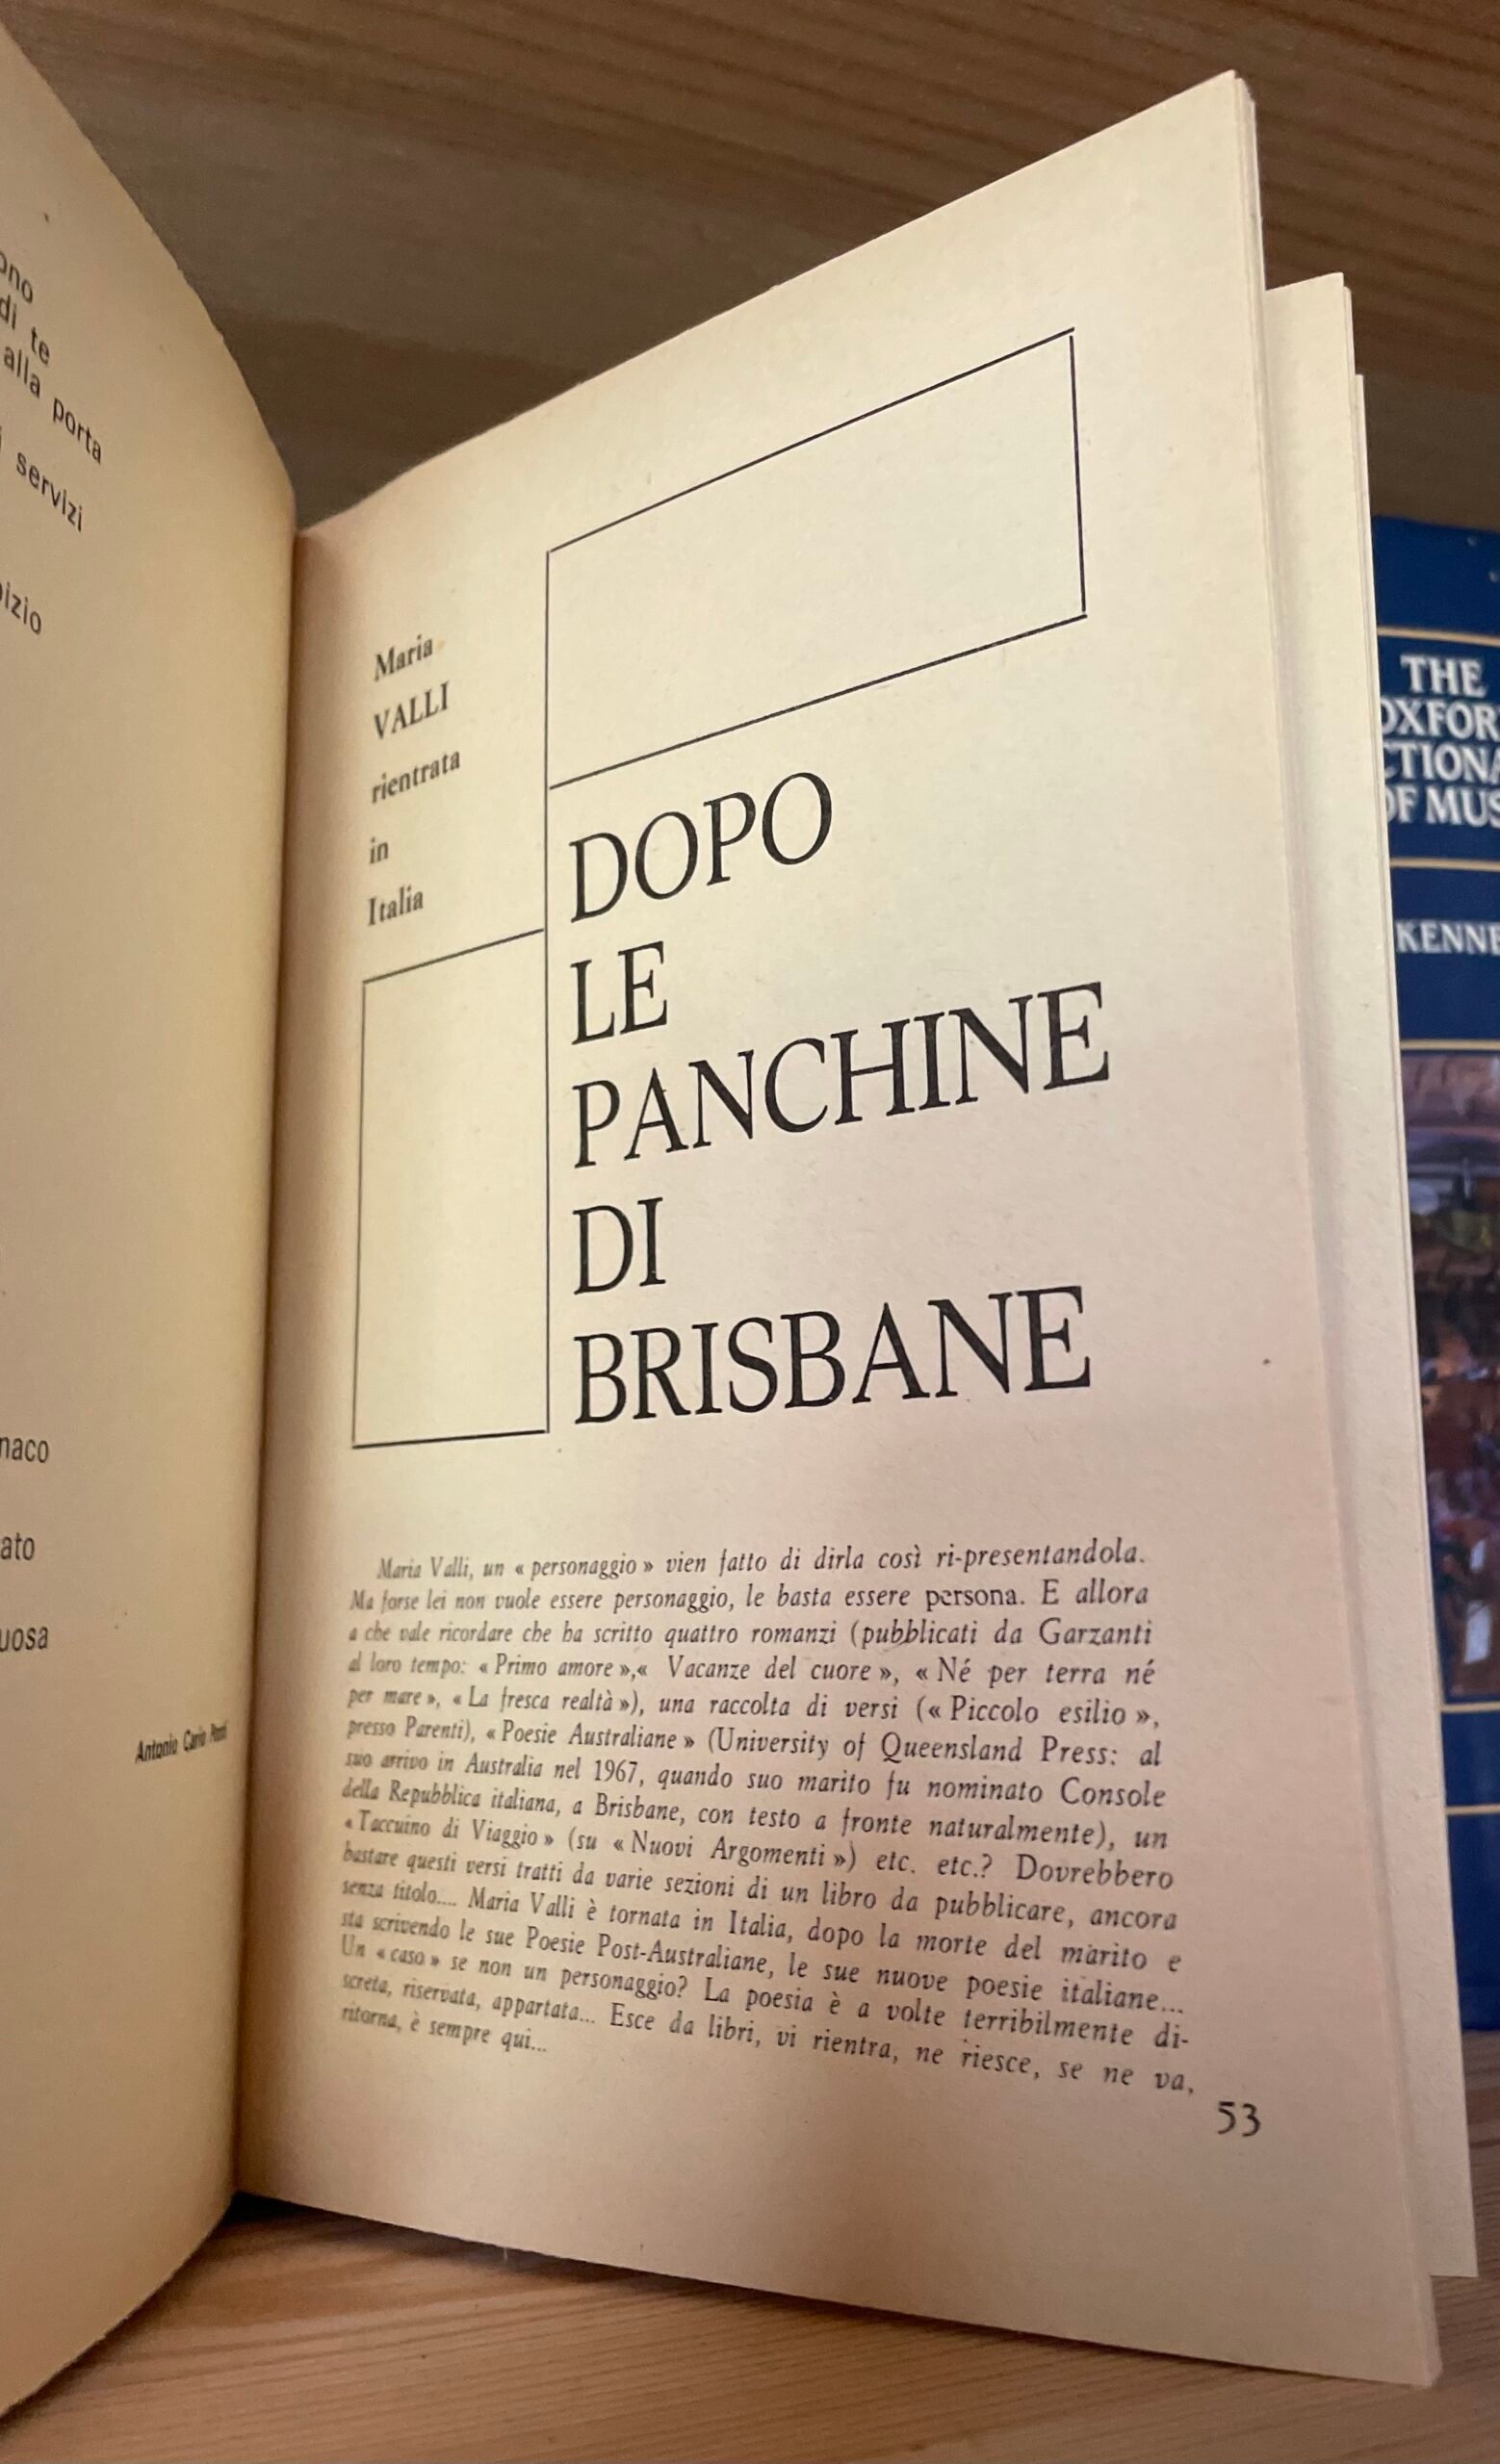 ono
di te
alla porta
servizi
naco
ato
uosa
Antonio Carlo
Maria
VALLI
rientrata
in
Italia
DOPO
LE
PANCHINE
DI
BRISBANE
Maria Valli, un « personaggio » vien fatto di dirla così ri-presentandola.
Ma forse lei non vuole essere personaggio, le basta essere persona. E allora
a che vale ricordare che ha scritto quattro romanzi (pubblicati da Garzanti
al loro tempo: « Primo amore »,« Vacanze del cuore », « Né per terra né
per mare », « La fresca realtà »), una raccolta di versi (« Piccolo esilio »,
presso Parenti), « Poesie Australiane » (University of Queensland Press: al
suo arrivo in Australia nel 1967, quando suo marito fu nominato Console
della Repubblica italiana, a Brisbane, con testo a fronte naturalmente), un
« Taccuino di Viaggio » (su « Nuovi Argomenti ») etc. etc.? Dovrebbero
bastare questi versi tratti da varie sezioni di un libro da pubblicare, ancora
senza titolo.... Maria Valli è tornata in Italia, dopo la morte del marito e
sta scrivendo le sue Poesie Post-Australiane, le sue nuove poesie italiane...
Un « caso » se non un personaggio? La poesia è a volte terribilmente di-
screta, riservata, appartata... Esce da libri, vi rientra, ne riesce, se ne va,
ritorna, è sempre qui...
53
THE
OXFOR
CTIONA
OF MUS
KENNE